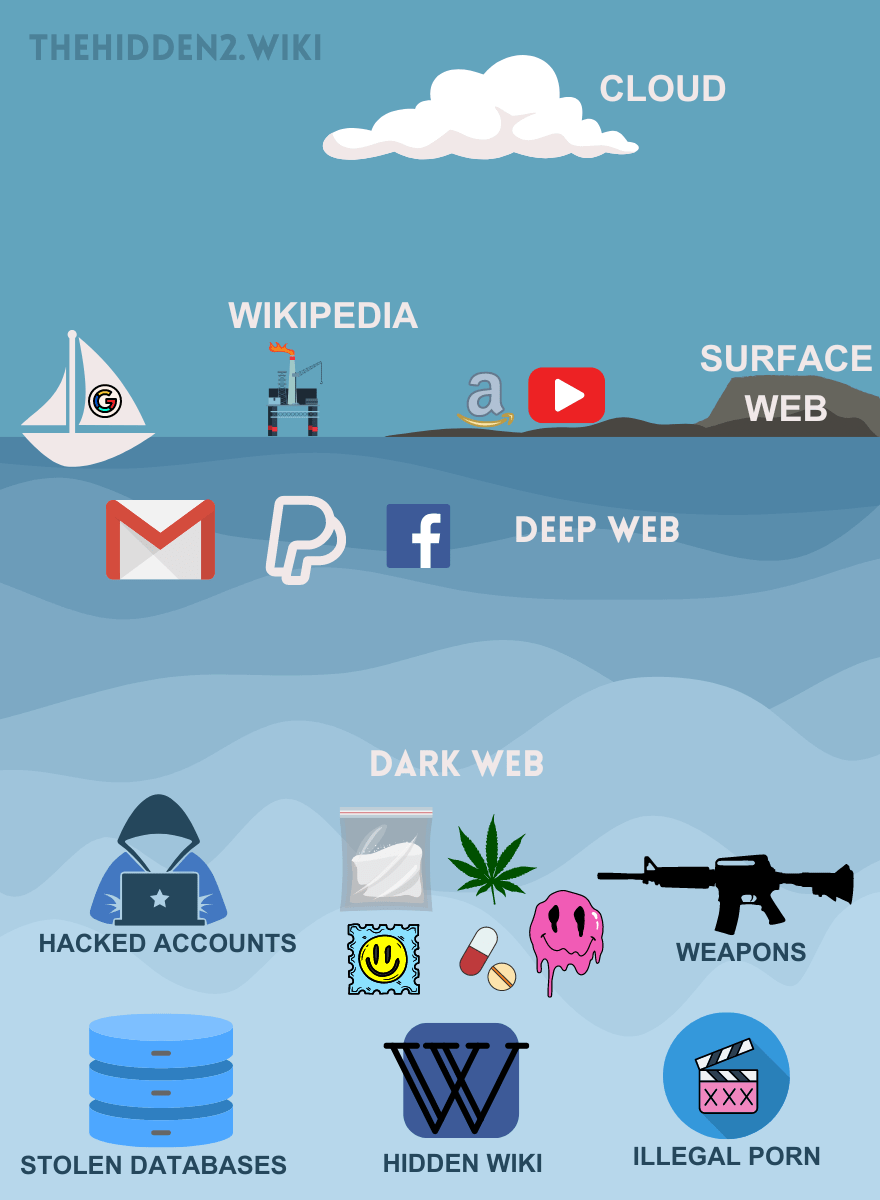 THEHIDDEN2.WIKI
CLOUD
WIKIPEDIA
SURFACE
WEB
G
a
f
DEEP WEB
DARK WEB
HACKED ACCOUNTS
WEAPONS
W
XXX
STOLEN DATABASES
HIDDEN WIKI
ILLEGAL PORN